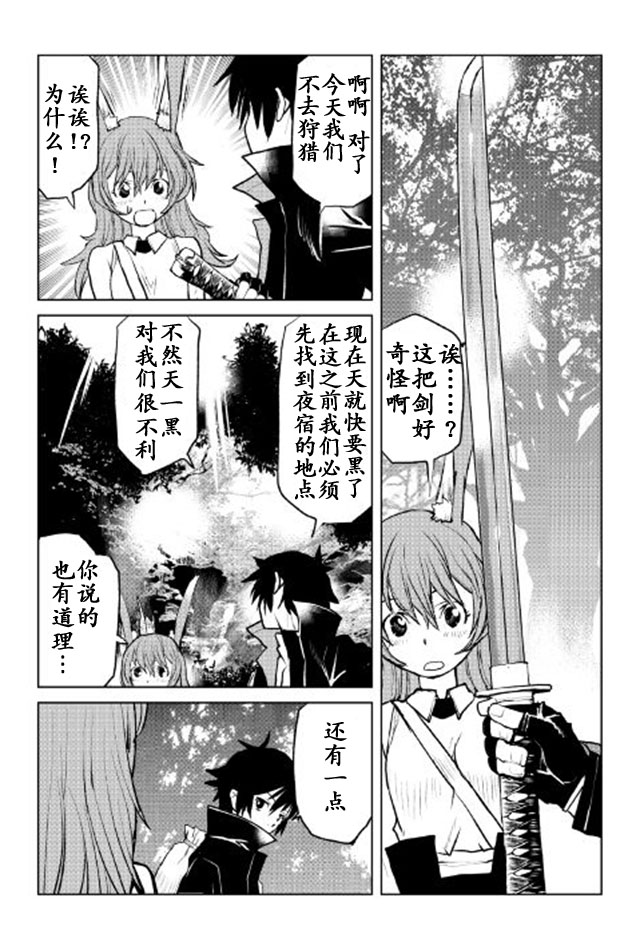 诶……？
这把剑好
奇怪啊
啊啊 对了
今天我们
不去狩猎
诶诶!?
为什么！
现在天就快要黑了
在这之前我们必须
先找到夜宿的地点
不然天一黑
对我们很不利
你说的
也有道理…
还有一点